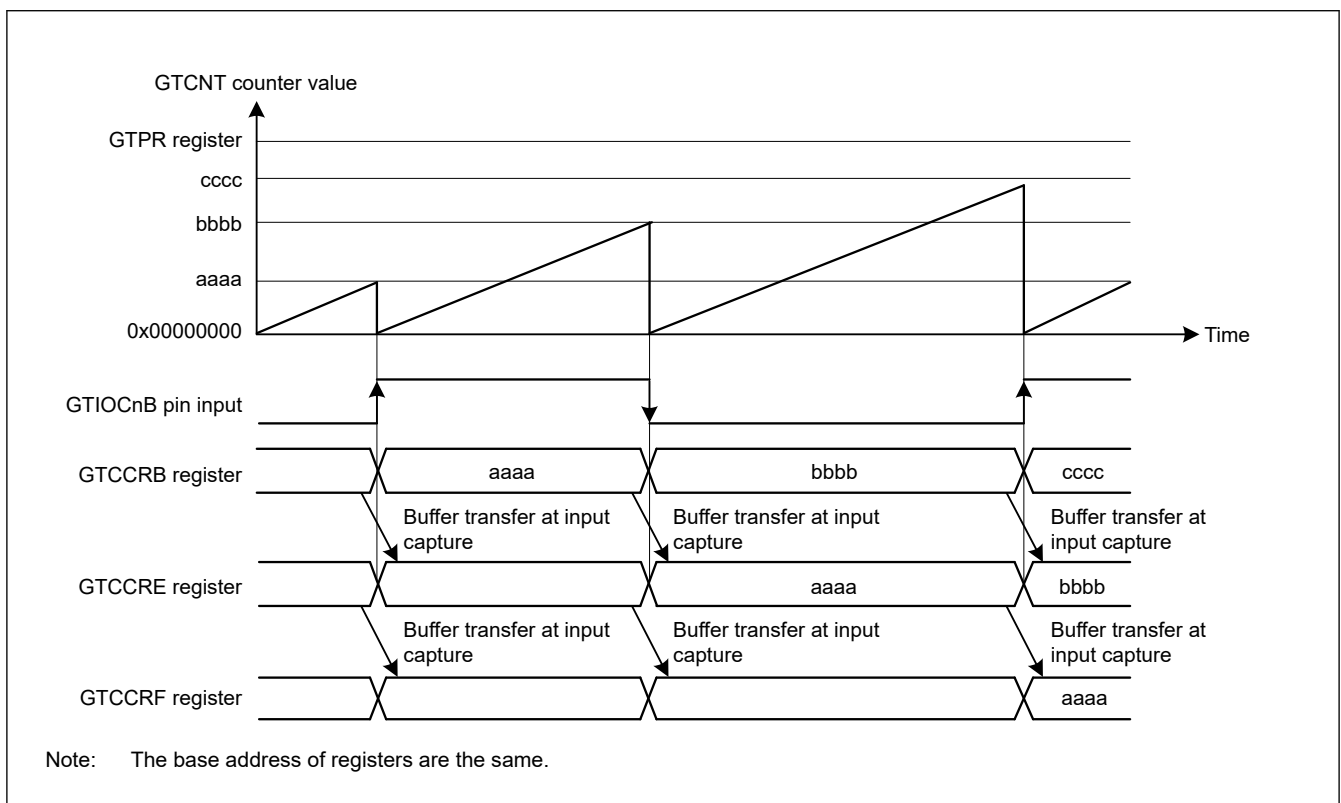 GTCNT counter value
GTPR register
cccc
bbbb
aaaa
0x00000000
Time
GTIOCnB pin input
GTCCRB register
aaaa
bbbb
cccc
Buffer transfer at input
capture
Buffer transfer at input
capture
Buffer transfer at
input capture
GTCCRE register
aaaa
bbbb
Buffer transfer at input
capture
Buffer transfer at input
capture
Buffer transfer at
input capture
GTCCRF register
aaaa
Note: The base address of registers are the same.